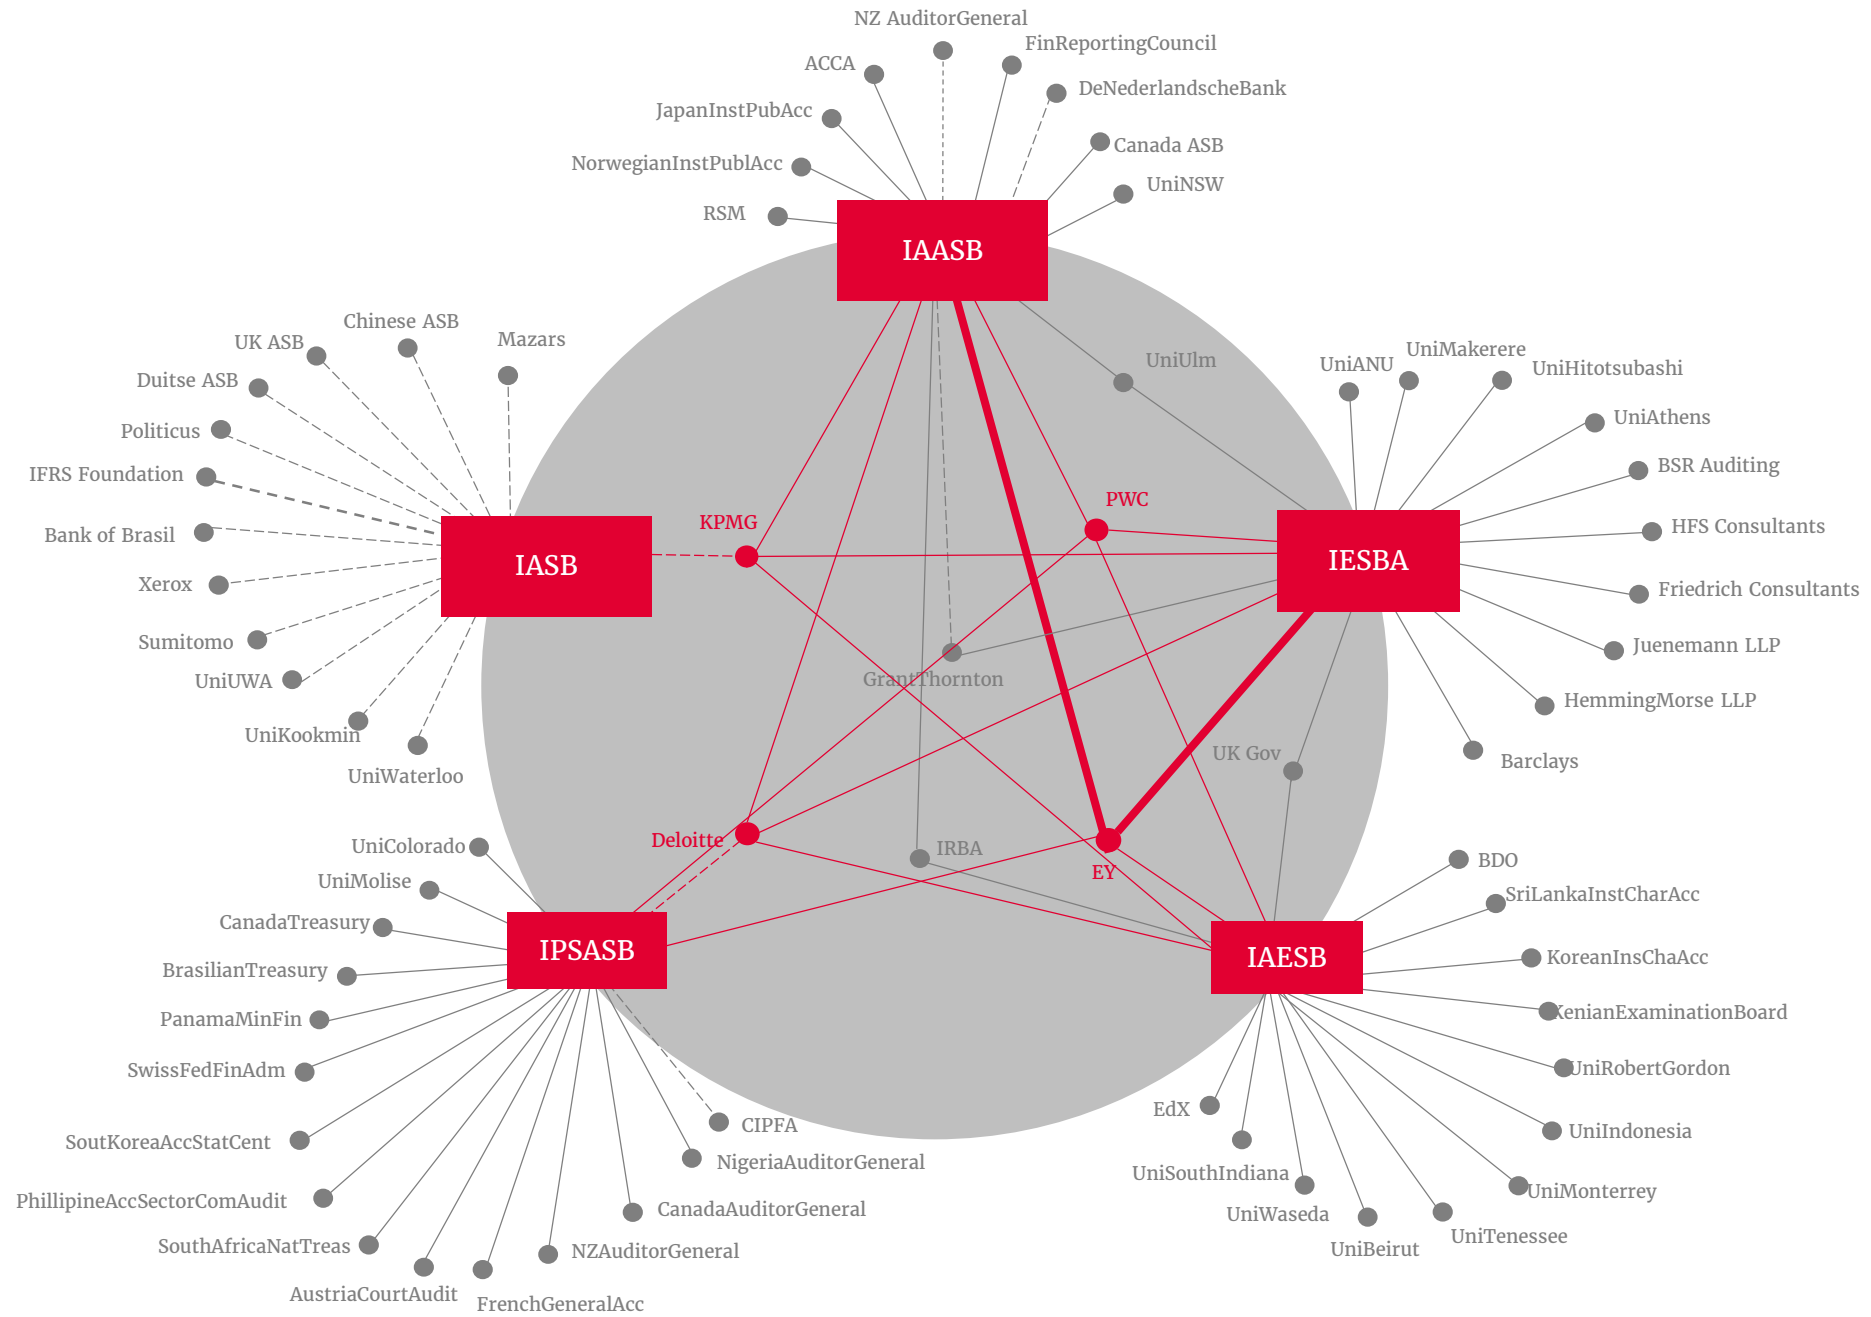 NZ AuditorGeneral
FinReportingCouncil
ACCA
DeNederlandscheBank
JapanInstPubAcc
Canada ASB
NorwegianInstPublAcc
UniNSW
RSM
IAASB
Chinese ASB
Mazars
UK ASB
UniUlm
UniANU
UniMakerere
UniHitotsubashi
Duitse ASB
UniAthens
Politicus
BSR Auditing
IFRS Foundation
PWC
KPMG
HFS Consultants
Bank of Brasil
IASB
IESBA
Xerox
Friedrich Consultants
Sumitomo
Juenemann LLP
UniUWA
GrantThornton
HemmingMorse LLP
UniKookmin
UK Gov
Barclays
UniWaterloo
Deloitte
UniColorado
IRBA
EY
BDO
UniMolise
SriLankaInstCharAcc
CanadaTreasury
IPSASB
IAESB
KoreanInsChaAcc
BrasilianTreasury
PanamaMinFin
KenianExaminationBoard
SwissFedFinAdm
UniRobertGordon
EdX
CIPFA
UniIndonesia
SoutKoreaAccStatCent
NigeriaAuditorGeneral
UniSouthIndiana
UniMonterrey
PhillipineAccSectorComAudit
CanadaAuditorGeneral
UniWaseda
UniTenessee
SouthAfricaNatTreas
NZAuditorGeneral
UniBeirut
AustriaCourtAudit
FrenchGeneralAcc